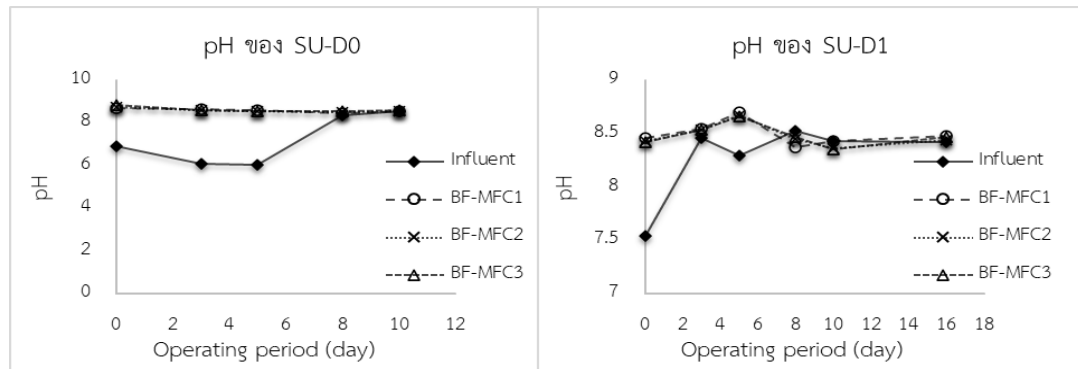 pH ของ SU-D0
10
8
6
4
2
0
pH
0 2 4 6 8 10 12
Operating period (day)
Influent
BF-MFC1
BF-MFC2
BF-MFC3
pH ของ SU-D1
9
8.5
8
7.5
7
pH
0 2 4 6 8 10 12 14 16 18
Operating period (day)
Influent
BF-MFC1
BF-MFC2
BF-MFC3